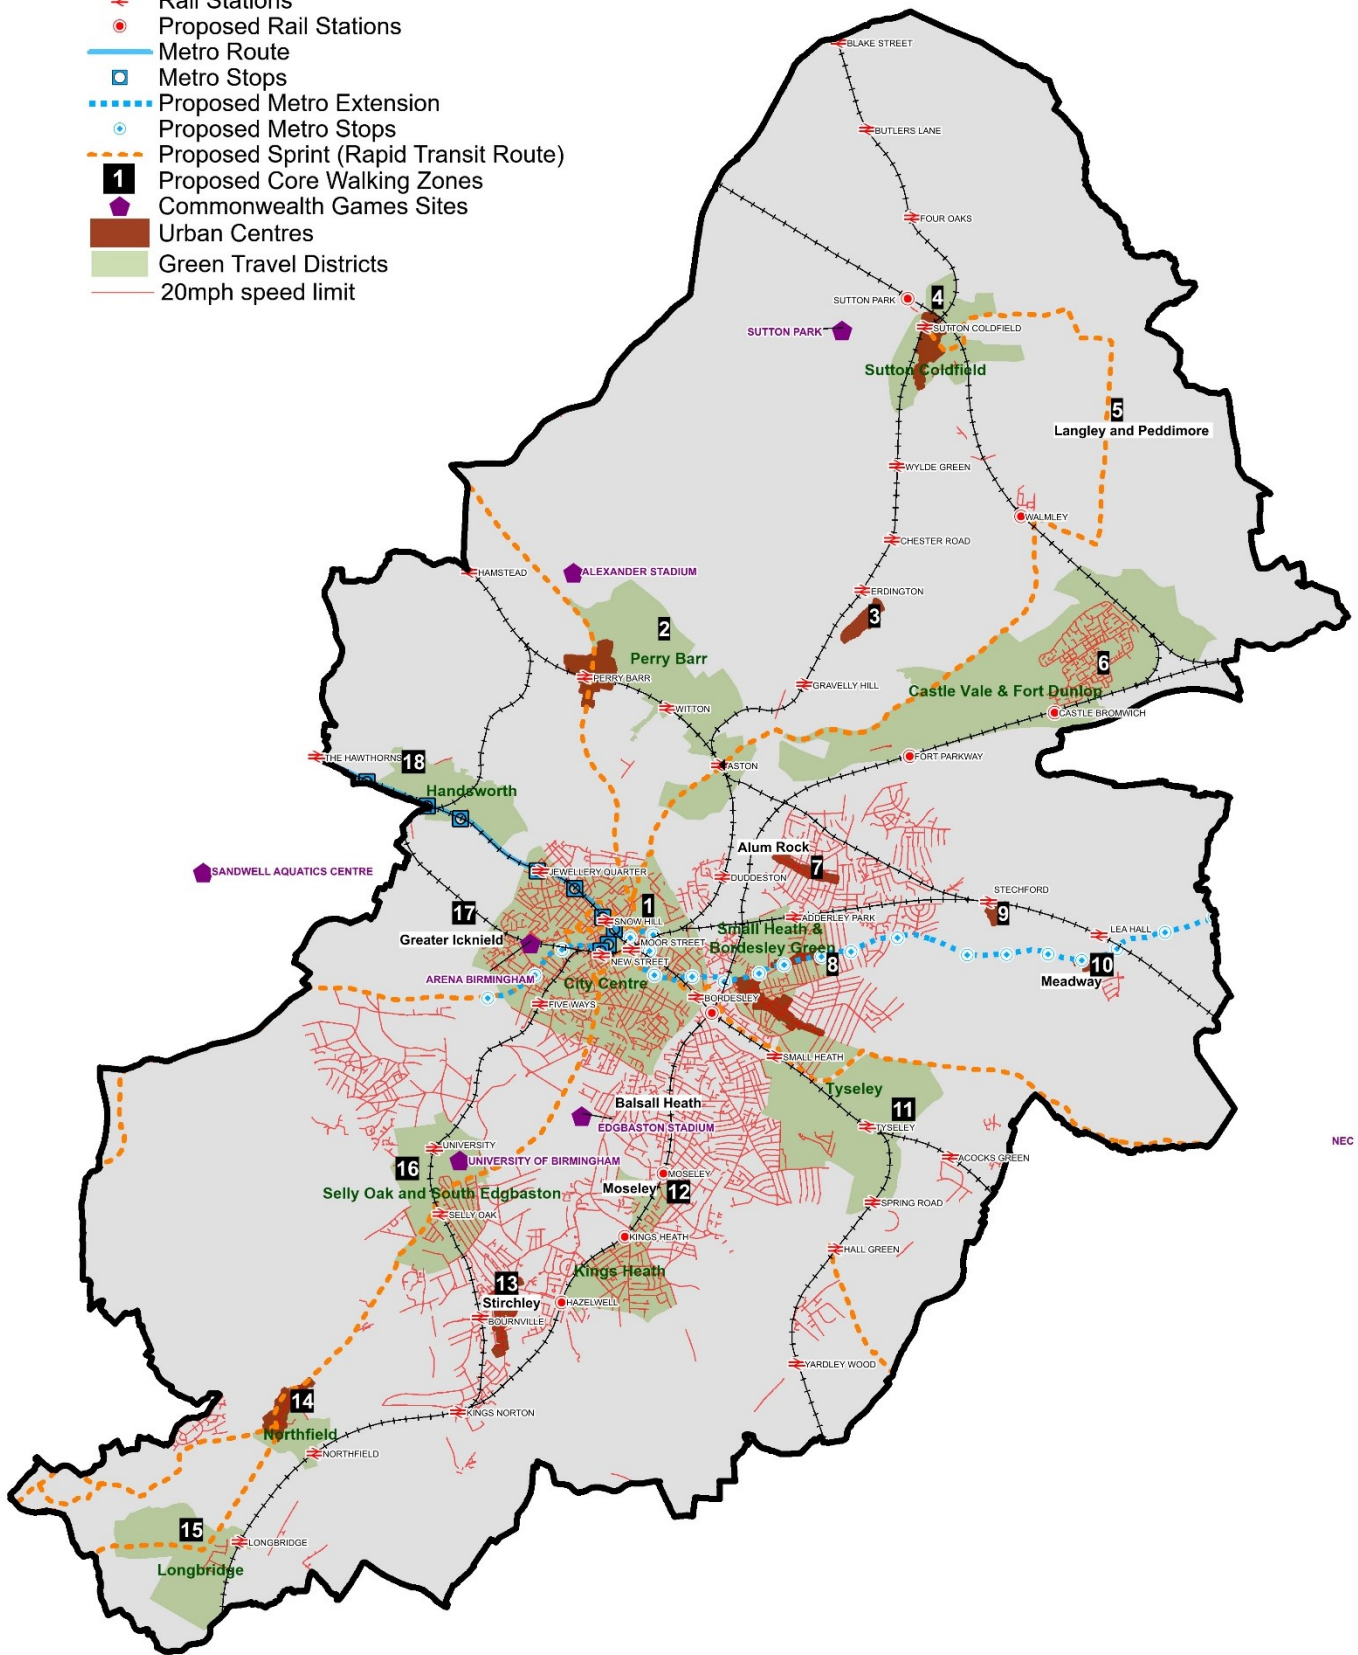 Rail Stations
Proposed Rail Stations
Metro Route
Metro Stops
Proposed Metro Extension
Proposed Metro Stops
Proposed Sprint (Rapid Transit Route)
1 Proposed Core Walking Zones
Commonwealth Games Sites
Urban Centres
Green Travel Districts
20mph speed limit
BLAKE STREET
BUTLERS LANE
FOUR OAKS
SUTTON PARK
4
SUTTON PARK
SUTTON COLDFIELD
Sutton Coldfield
5
Langley and Peddimore
WYLDE GREEN
WALMLEY
CHESTER ROAD
HAMSTEAD
ALEXANDER STADIUM
ERDINGTON
3
2
Perry Barr
6
PERRY BARR
GRAVELLY HILL
Castle Vale & Fort Dunlop
WITTON
CASTLE BROMWICH
THE HAWTHORNS
18
FORT PARKWAY
ASTON
Handsworth
Alum Rock
7
SANDWELL AQUATICS CENTRE
JEWELLERY QUARTER
DUDDESTON
STECHFORD
1
17
9
SNOW HILL
ADDERLEY PARK
LEA HALL
Greater Icknield
MOOR STREET
Small Heath &
Bordesley Green
NEW STREET
8
10
ARENA BIRMINGHAM
City Centre
Meadway
FIVE WAYS
BORDESLEY
SMALL HEATH
Tyseley
Balsall Heath
11
EDGBASTON STADIUM
TYSELEY
NEC
UNIVERSITY
ACOCKS GREEN
16
UNIVERSITY OF BIRMINGHAM
MOSELEY
Selly Oak and South Edgbaston
Moseley
12
SPRING ROAD
SELLY OAK
KINGS HEATH
HALL GREEN
Kings Heath
13
Stirchley
HAZELWELL
BOURNVILLE
YARDLEY WOOD
14
KINGS NORTON
Northfield
NORTHFIELD
15
LONGBRIDGE
Longbridge